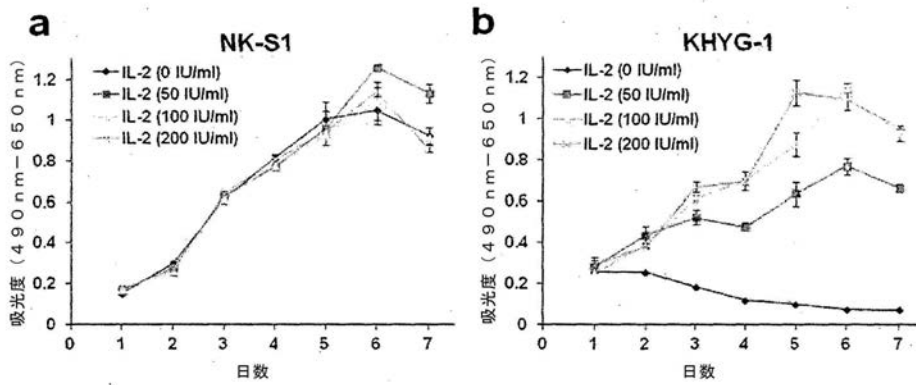 a
NK-S1
IL-2 (0 IU/ml)
IL-2 (50 IU/ml)
IL-2 (100 IU/ml)
IL-2 (200 IU/ml)
吸光度(490nm-650nm)
1.2
1
0.8
0.6
0.4
0.2
0
0 1 2 3 4 5 6 7
日数
b
KHYG-1
IL-2 (0 IU/ml)
IL-2 (50 IU/ml)
IL-2 (100 IU/ml)
IL-2 (200 IU/ml)
吸光度(490nm-650nm)
1.2
1
0.8
0.6
0.4
0.2
0
0 1 2 3 4 5 6 7
日数